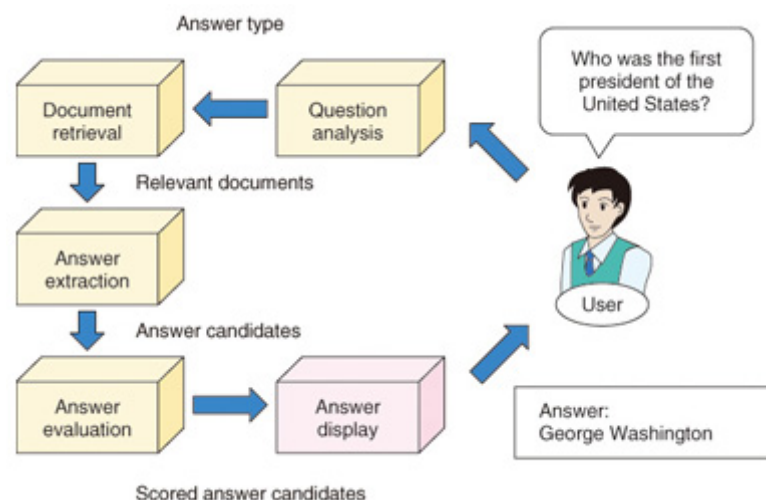 Answer type
Who was the first
president of the
United States?
Document
retrieval
Question
analysis
Relevant documents
Answer
extraction
User
Answer candidates
Answer
evaluation
Answer
display
Answer:
George Washington
Scored answer candidates